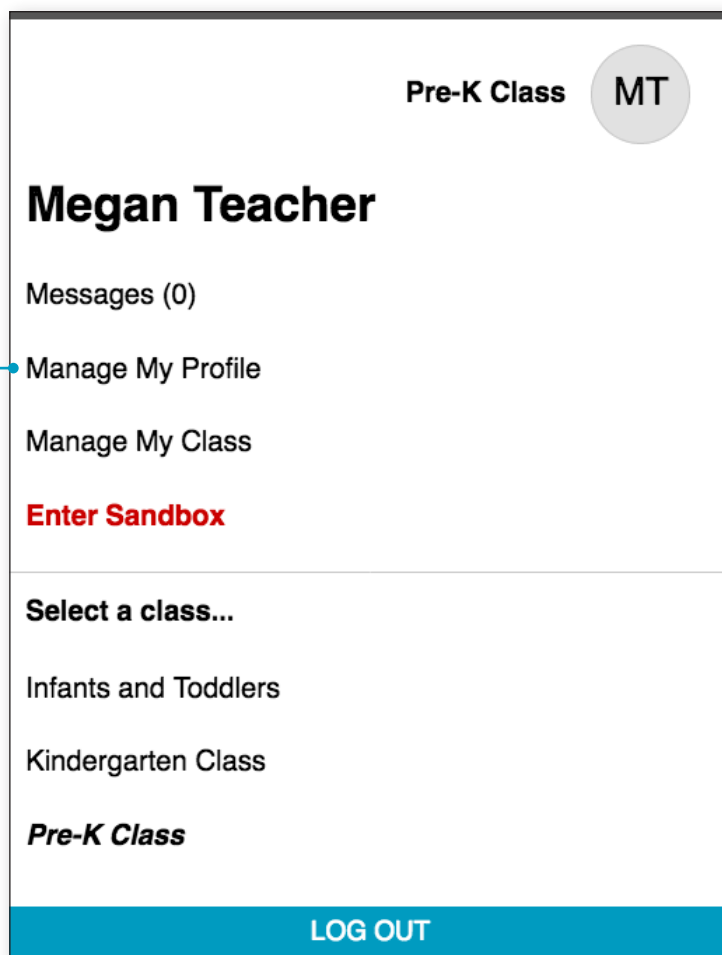 Pre-K Class MT
Megan Teacher
Messages (0)
Manage My Profile
Manage My Class
Enter Sandbox
Select a class...
Infants and Toddlers
Kindergarten Class
Pre-K Class
LOG OUT